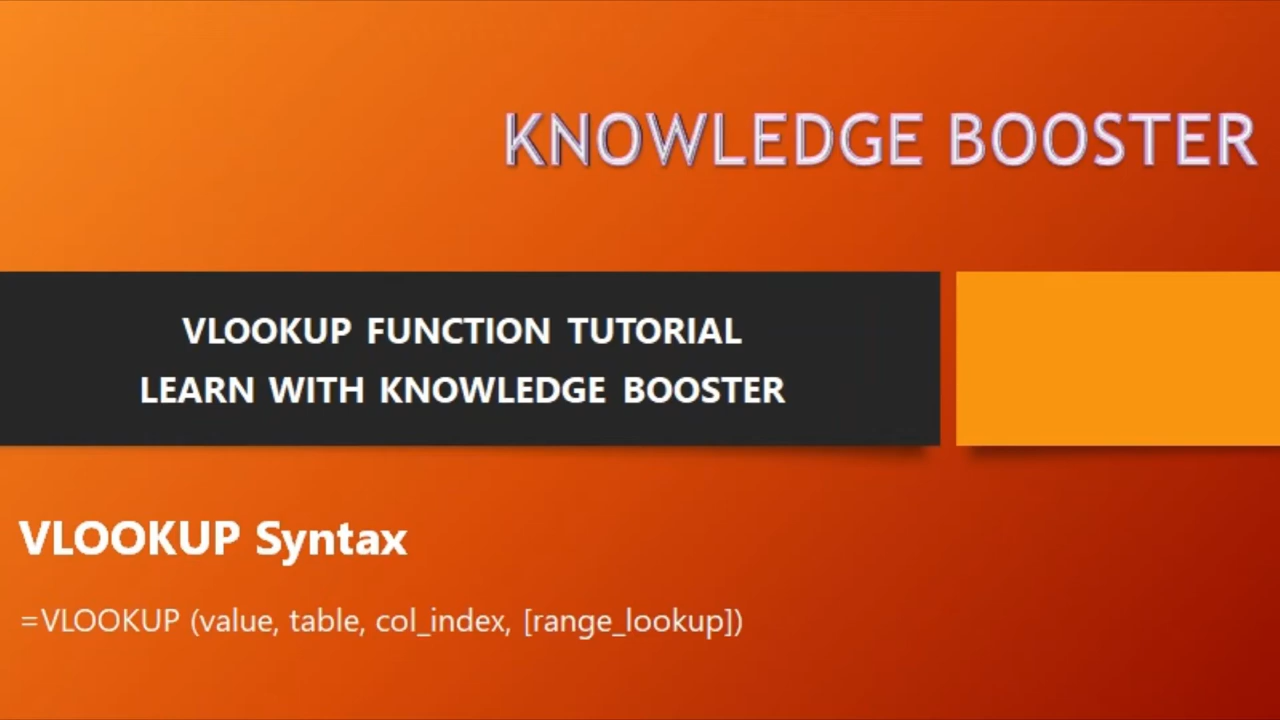 KNOWLEDGE BOOSTER
VLOOKUP FUNCTION TUTORIAL
LEARN WITH KNOWLEDGE BOOSTER
VLOOKUP Syntax
=VLOOKUP (value, table, col_index, [range_lookup])